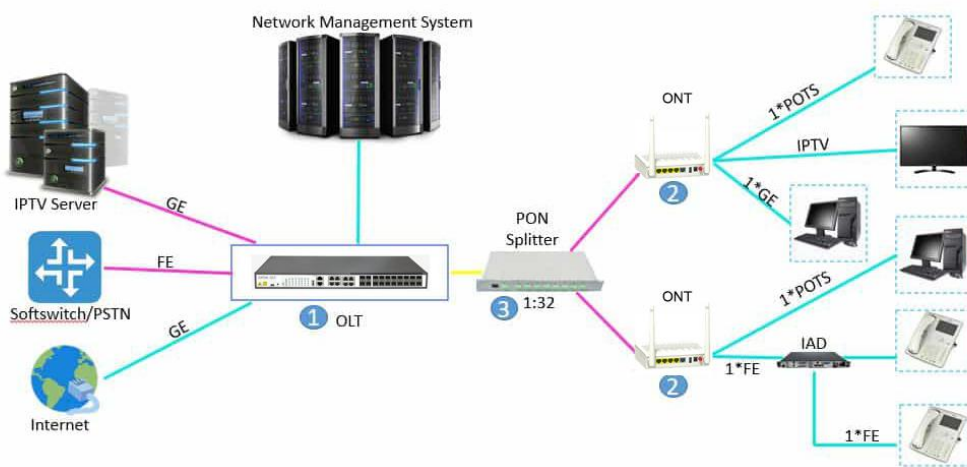 Network Management System
IPTV Server
GE
Softswitch/PSTN
FE
Internet
GE
1
OLT
PON
Splitter
3
1:32
ONT
2
1*POTS
IPTV
1*GE
ONT
2
1*POTS
1*FE
IAD
1*FE